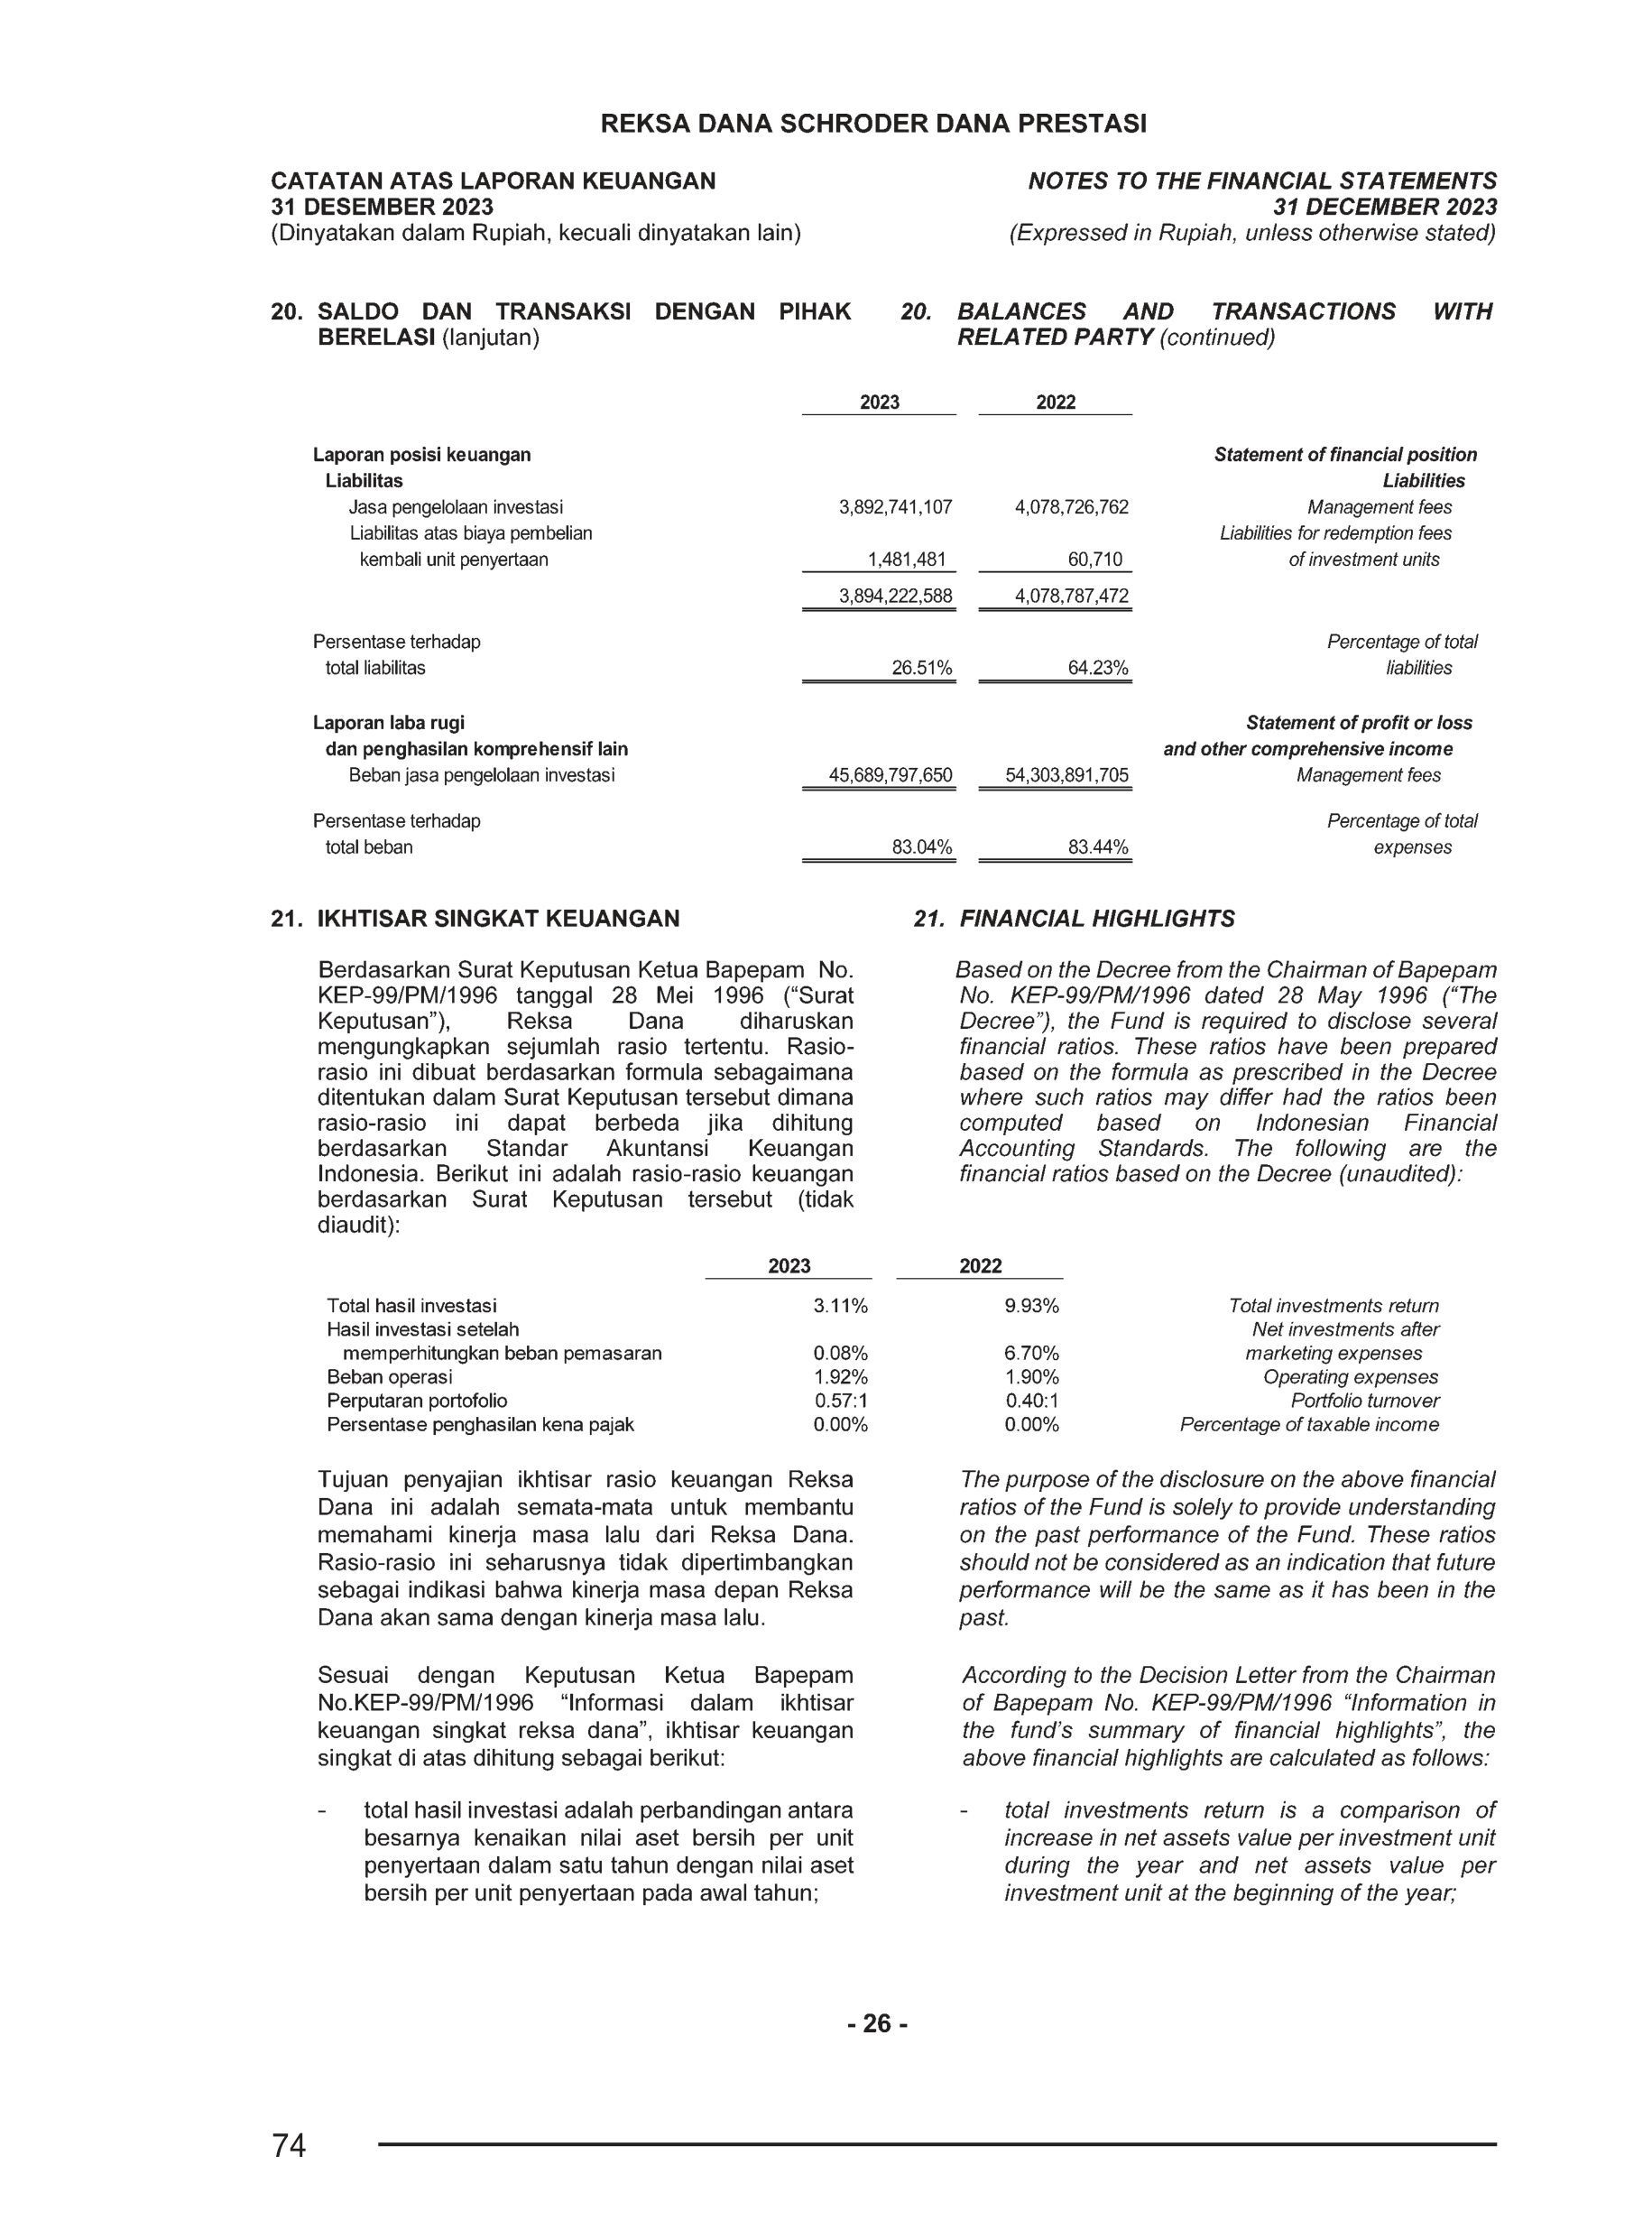 REKSA DANA SCHRODER DANA PRESTASI
CATATAN ATAS LAPORAN KEUANGAN
31 DESEMBER 2023
(Dinyatakan dalam Rupiah, kecuali dinyatakan lain)
NOTES TO THE FINANCIAL STATEMENTS
31 DECEMBER 2023
(Expressed in Rupiah, unless otherwise stated)
20. SALDO DAN TRANSAKSI DENGAN PIHAK
BERELASI (lanjutan)
20. BALANCES AND TRANSACTIONS WITH
RELATED PARTY (continued)
2023 2022
Laporan posisi keuangan Statement of financial position
Liabilitas Liabilities
Jasa pengelolaan investasi 3,892,741,107 4,078,726,762 Management fees
Liabilitas atas biaya pembelian Liabilities for redemption fees
kembali unit penyertaan 1,481,481 60,710 of investment units
3,894,222,588 4,078,787,472
Persentase terhadap Percentage of total
total liabilitas 26.51% 64.23% liabilities
Laporan laba rugi Statement of profit or loss
dan penghasilan komprehensif lain and other comprehensive income
Beban jasa pengelolaan investasi 45,689,797,650 54,303,891,705 Management fees
Persentase terhadap Percentage of total
total beban 83.04% 83.44% expenses
21. IKHTISAR SINGKAT KEUANGAN
Berdasarkan Surat Keputusan Ketua Bapepam No.
KEP-99/PM/1996 tanggal 28 Mei 1996 (“Surat
Keputusan”), Reksa Dana diharuskan
mengungkapkan sejumlah rasio tertentu. Rasio-
rasio ini dibuat berdasarkan formula sebagaimana
ditentukan dalam Surat Keputusan tersebut dimana
rasio-rasio ini dapat berbeda jika dihitung
berdasarkan Standar Akuntansi Keuangan
Indonesia. Berikut ini adalah rasio-rasio keuangan
berdasarkan Surat Keputusan tersebut (tidak
diaudit):
21. FINANCIAL HIGHLIGHTS
Based on the Decree from the Chairman of Bapepam
No. KEP-99/PM/1996 dated 28 May 1996 (“The
Decree”), the Fund is required to disclose several
financial ratios. These ratios have been prepared
based on the formula as prescribed in the Decree
where such ratios may differ had the ratios been
computed based on Indonesian Financial
Accounting Standards. The following are the
financial ratios based on the Decree (unaudited):
2023 2022
Total hasil investasi 3.11% 9.93% Total investments return
Hasil investasi setelah Net investments after
memperhitungkan beban pemasaran 0.08% 6.70% marketing expenses
Beban operasi 1.92% 1.90% Operating expenses
Perputaran portofolio 0.57:1 0.40:1 Portfolio turnover
Persentase penghasilan kena pajak 0.00% 0.00% Percentage of taxable income
Tujuan penyajian ikhtisar rasio keuangan Reksa
Dana ini adalah semata-mata untuk membantu
memahami kinerja masa lalu dari Reksa Dana.
Rasio-rasio ini seharusnya tidak dipertimbangkan
sebagai indikasi bahwa kinerja masa depan Reksa
Dana akan sama dengan kinerja masa lalu.
The purpose of the disclosure on the above financial
ratios of the Fund is solely to provide understanding
on the past performance of the Fund. These ratios
should not be considered as an indication that future
performance will be the same as it has been in the
past.
Sesuai dengan Keputusan Ketua Bapepam
No.KEP-99/PM/1996 “Informasi dalam ikhtisar
keuangan singkat reksa dana”, ikhtisar keuangan
singkat di atas dihitung sebagai berikut:
According to the Decision Letter from the Chairman
of Bapepam No. KEP-99/PM/1996 “Information in
the fund’s summary of financial highlights”, the
above financial highlights are calculated as follows:
- total hasil investasi adalah perbandingan antara
besarnya kenaikan nilai aset bersih per unit
penyertaan dalam satu tahun dengan nilai aset
bersih per unit penyertaan pada awal tahun;
- total investments return is a comparison of
increase in net assets value per investment unit
during the year and net assets value per
investment unit at the beginning of the year;
- 26 -
74